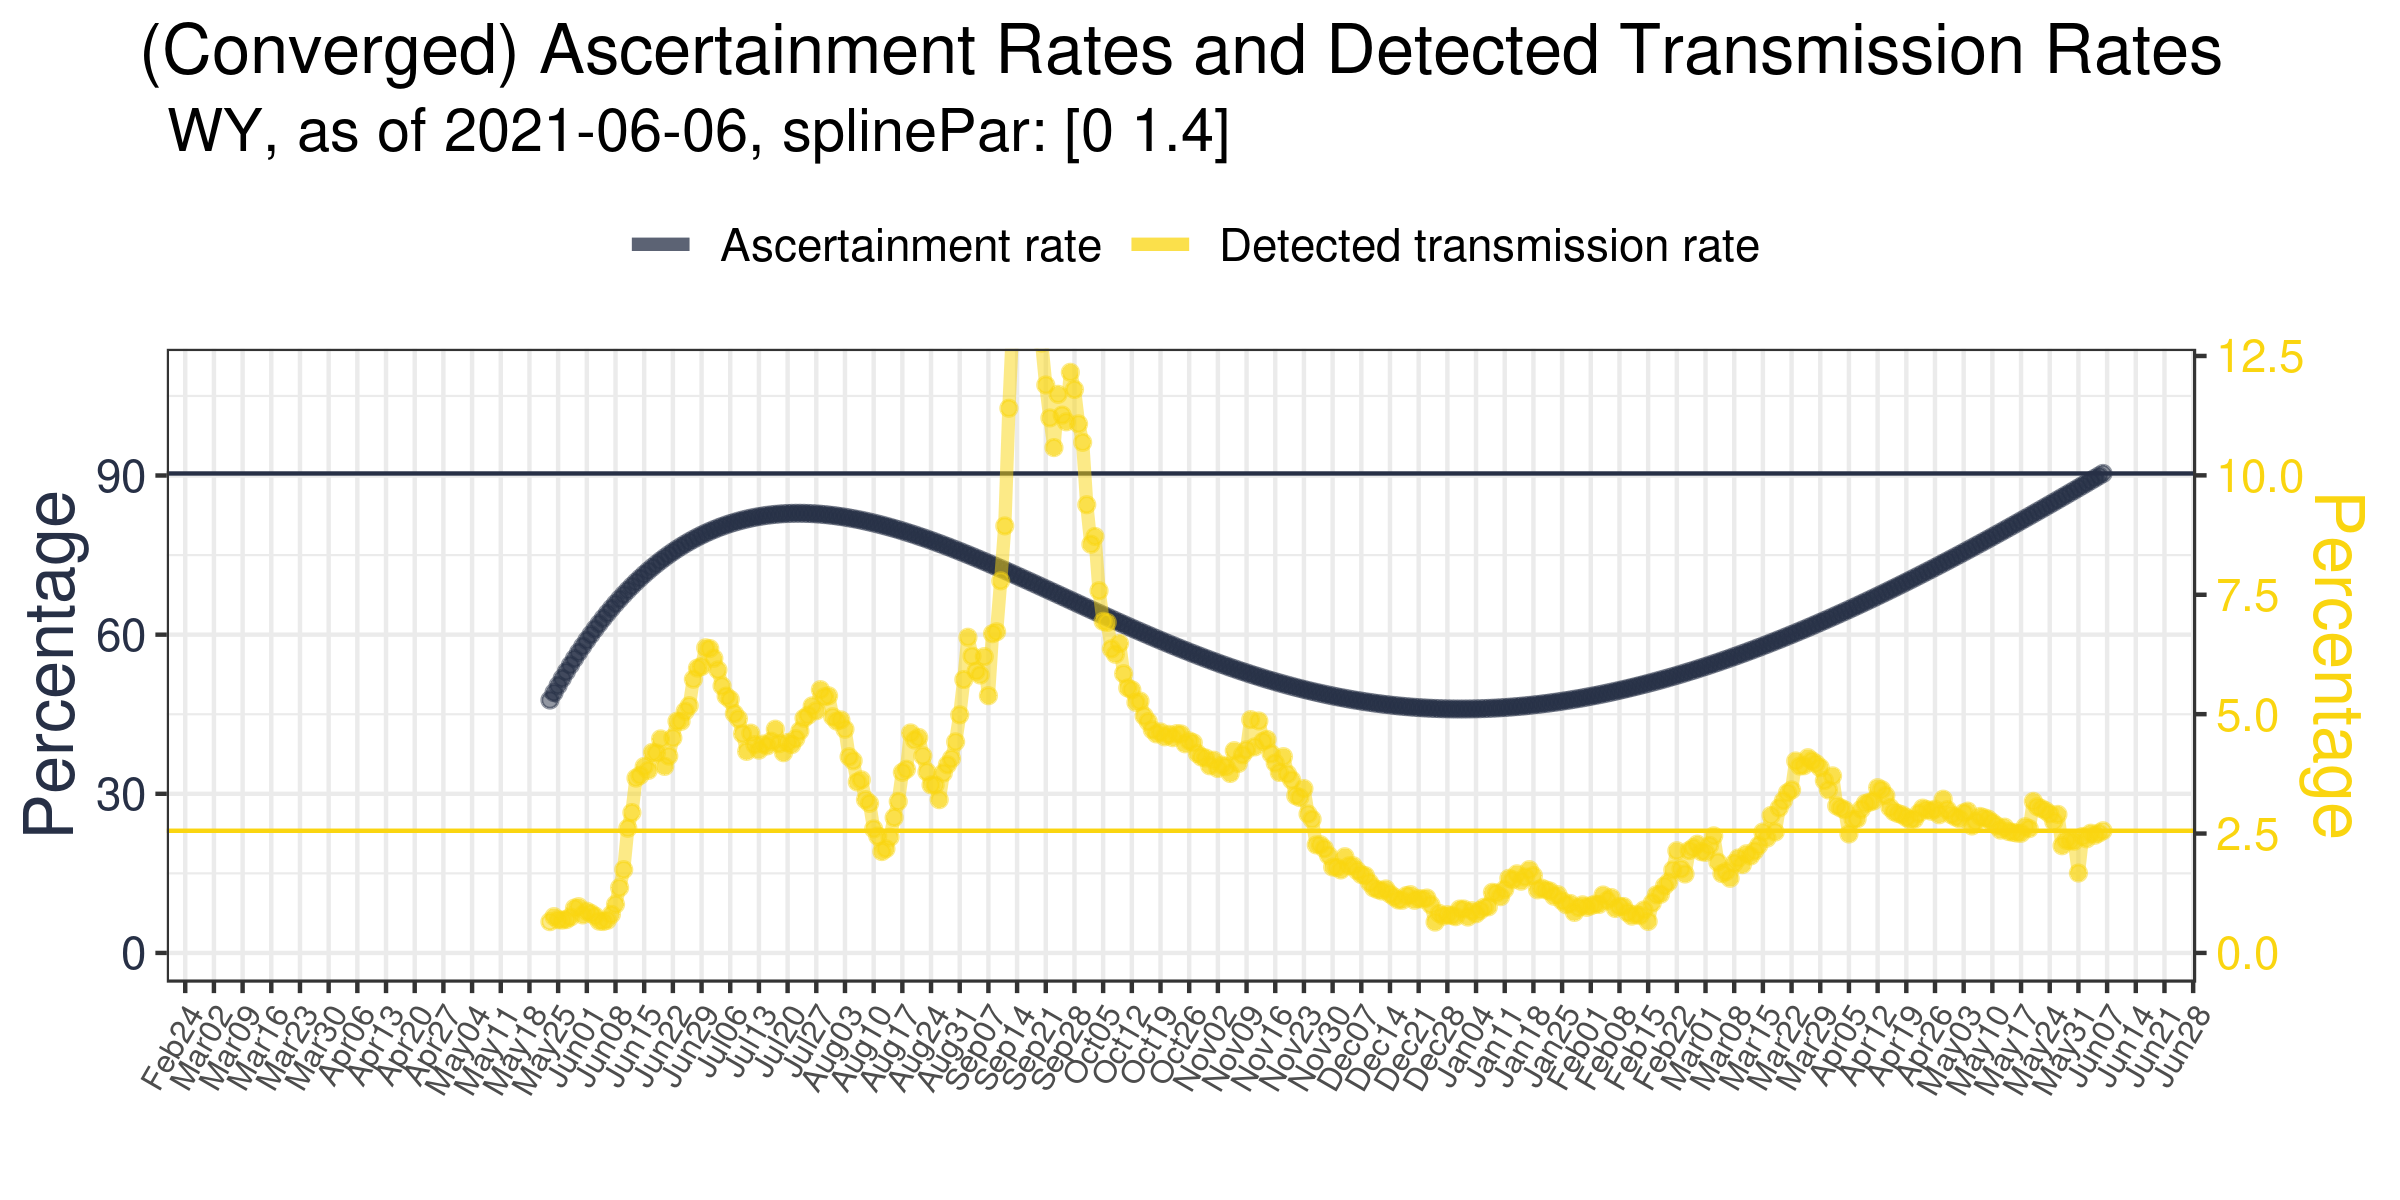 (Converged) Ascertainment Rates and Detected Transmission Rates
WY, as of 2021-06-06, splinePar: [0 1.4]
Ascertainment rate
Detected transmission rate
Percentage
90
60
30
0
12.5
10.0
7.5
5.0
2.5
0.0
Percentage
Feb24
Mar02
Mar09
Mar16
Mar23
Mar30
Apr06
Apr13
Apr20
Apr27
May04
May11
May18
May25
Jun01
Jun08
Jun15
Jun22
Jun29
Jul06
Jul13
Jul20
Jul27
Aug03
Aug10
Aug17
Aug24
Aug31
Sep07
Sep14
Sep21
Sep28
Oct05
Oct12
Oct19
Oct26
Nov02
Nov09
Nov16
Nov23
Nov30
Dec07
Dec14
Dec21
Dec28
Jan04
Jan11
Jan18
Jan25
Feb01
Feb08
Feb15
Feb22
Mar01
Mar08
Mar15
Mar22
Mar29
Apr05
Apr12
Apr19
Apr26
May03
May10
May17
May24
May31
Jun07
Jun14
Jun21
Jun28